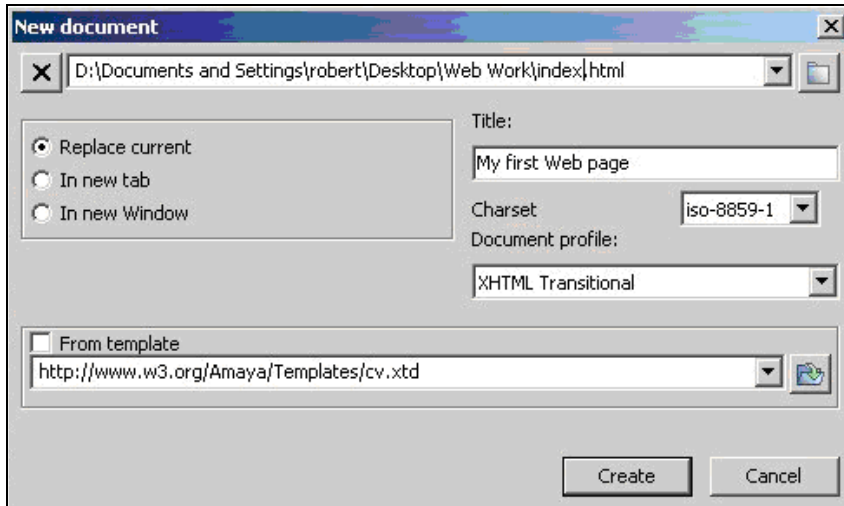 New document
D:\Documents and Settings\robert\Desktop\Web Work\index.html
Replace current
In new tab
In new Window
Title:
My first Web page
Charset
iso-8859-1
Document profile:
XHTML Transitional
From template
http://www.w3.org/Amaya/Templates/cv.xtd
Create
Cancel